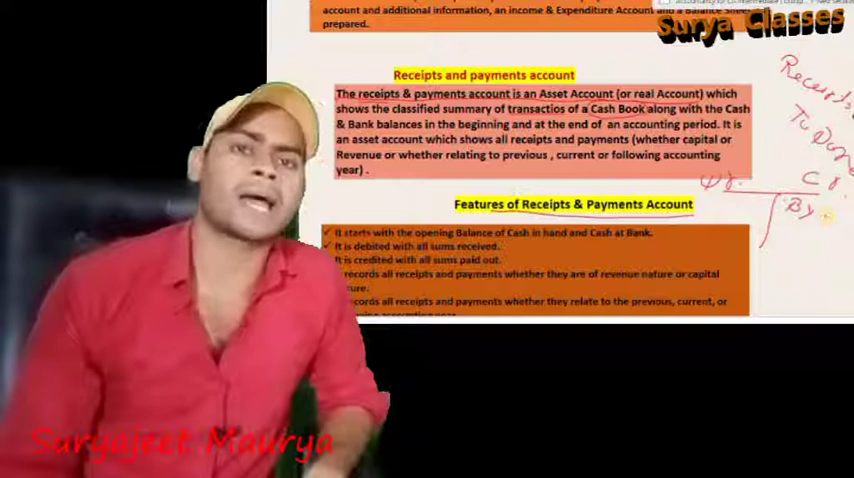 account and additional information, an income & Expenditure Account and a Balance Sheet
prepared.
Surya Classes
Receipts and payments account
The receipts & payments account is an Asset Account (or real Account) which
shows the classified summary of transactios of a Cash Book along with the Cash
& Bank balances in the beginning and at the end of an accounting period. It is
an asset account which shows all receipts and payments (whether capital or
Revenue or whether relating to previous , current or following accounting
year) .
Receipts
To
Cr.
By
Features of Receipts & Payments Account
It starts with the opening Balance of Cash in hand and Cash at Bank.
It is debited with all sums received.
It is credited with all sums paid out.
records all receipts and payments whether they are of revenue nature or capital
records all receipts and payments whether they relate to the previous, current, or
Suryajeet Maurya